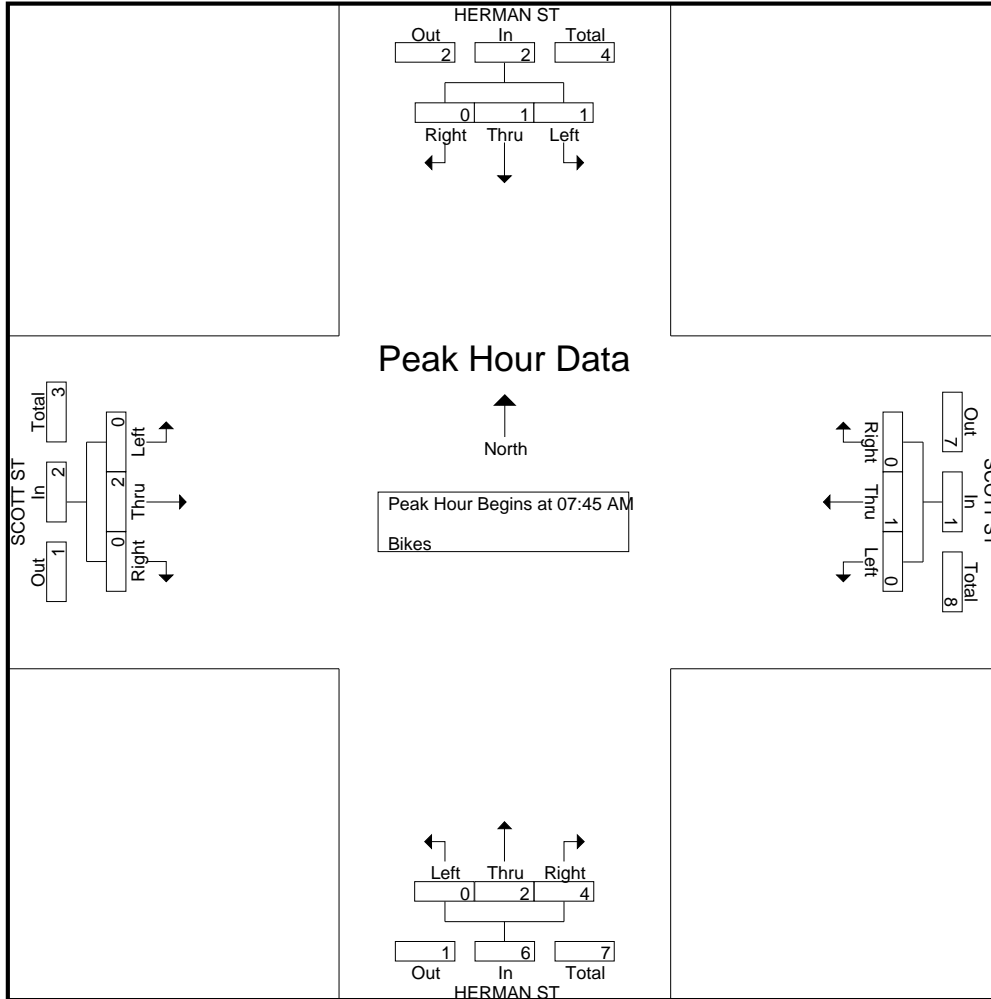 HERMAN ST
Out In Total
2 2 4
0 1 1
Right Thru Left
Peak Hour Data
North
Peak Hour Begins at 07:45 AM
Bikes
SCOTT ST
Total In Out
3 2 1
0 2 0
Left Thru Right
SCOTT ST
Out In Total
7 1 8
0 1 0
Right Thru Left
Left Thru Right
0 2 4
1 6 7
Out In Total
HERMAN ST